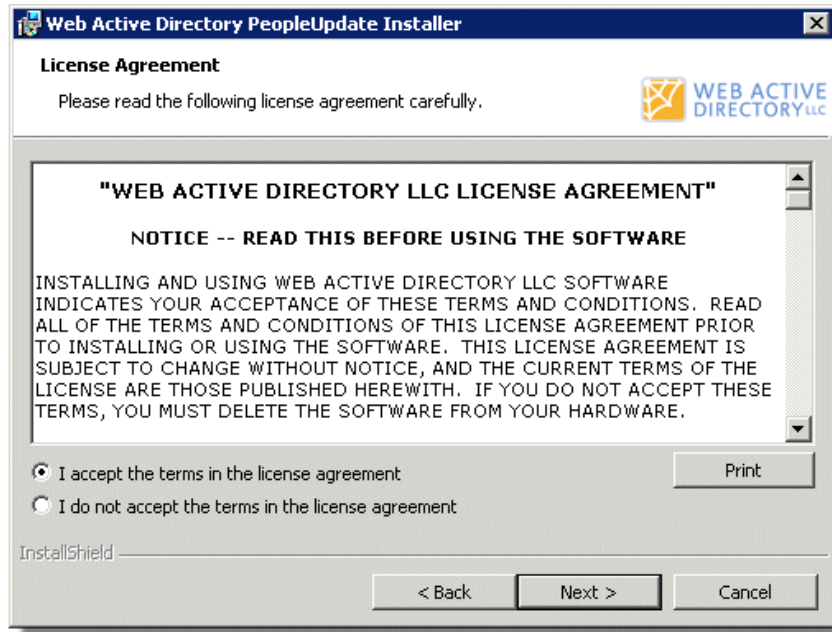 Web Active Directory PeopleUpdate Installer
License Agreement
Please read the following license agreement carefully.
WEB ACTIVE
DIRECTORY LLC
"WEB ACTIVE DIRECTORY LLC LICENSE AGREEMENT"
NOTICE -- READ THIS BEFORE USING THE SOFTWARE
INSTALLING AND USING WEB ACTIVE DIRECTORY LLC SOFTWARE
INDICATES YOUR ACCEPTANCE OF THESE TERMS AND CONDITIONS.  READ
ALL OF THE TERMS AND CONDITIONS OF THIS LICENSE AGREEMENT PRIOR
TO INSTALLING OR USING THE SOFTWARE.  THIS LICENSE AGREEMENT IS
SUBJECT TO CHANGE WITHOUT NOTICE, AND THE CURRENT TERMS OF THE
LICENSE ARE THOSE PUBLISHED HEREWITH.  IF YOU DO NOT ACCEPT THESE
TERMS, YOU MUST DELETE THE SOFTWARE FROM YOUR HARDWARE.
I accept the terms in the license agreement
Print
I do not accept the terms in the license agreement
InstallShield
< Back Next > Cancel